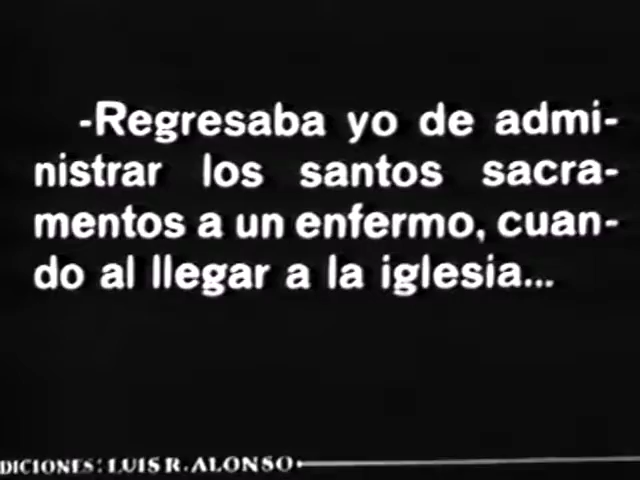 -Regresaba yo de admi-
nistrar los santos sacra-
mentos a un enfermo, cuan-
do al llegar a la iglesia...
DICIONES: LUIS R. ALONSO